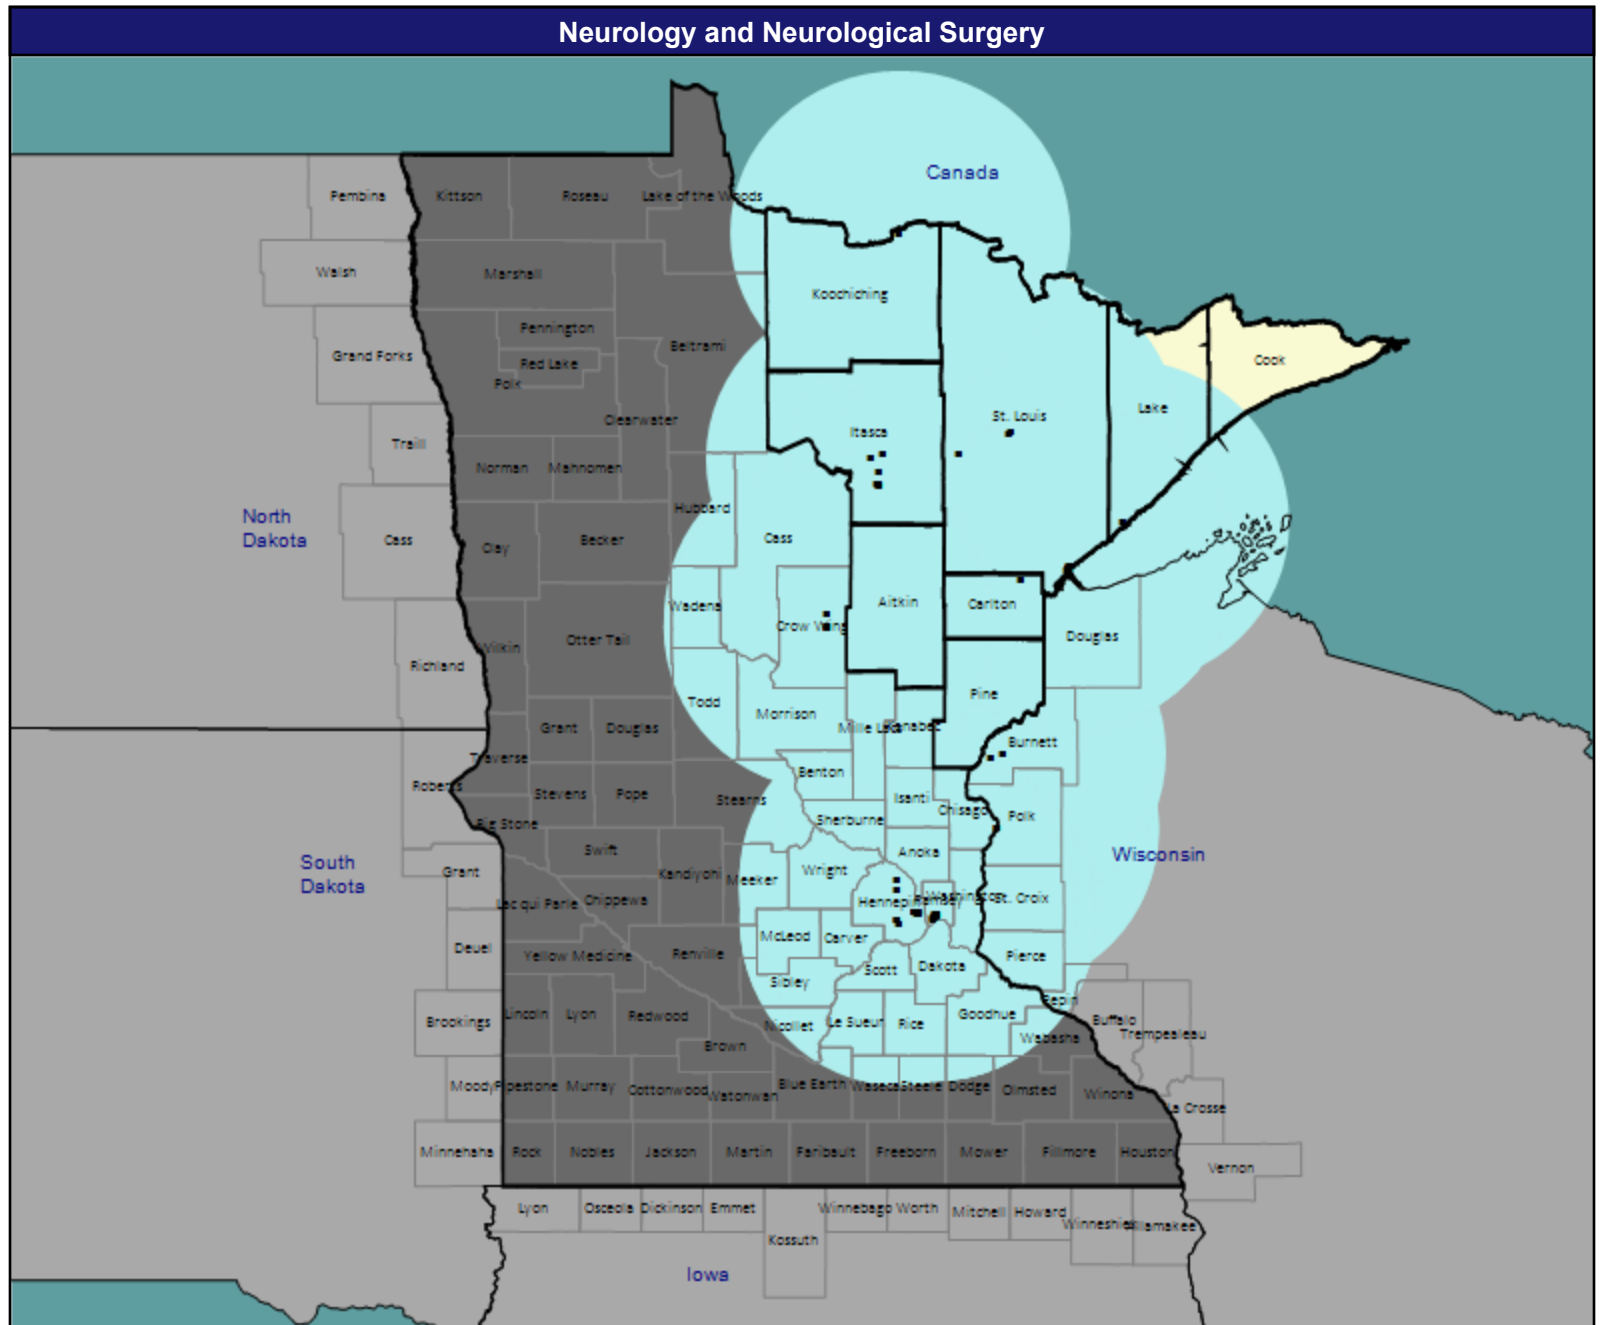 Neurology and Neurological Surgery
Canada
Pembina
Kittson
Roseau
Lake of the Woods
Walsh
Marshall
Koochiching
Pennington
Grand Forks
Red Lake
Beltrami
Cook
Polk
Clearwater
Lake
St. Louis
Itasca
Traill
Norman
Mahnomen
Hubbard
North
Dakota
Cass
Clay
Becker
Cass
Aitkin
Carlton
Wadena
Crow Wing
Douglas
Wilkin
Otter Tail
Richland
Pine
Todd
Morrison
Mille Lacs
Kanabec
Grant
Douglas
Burnett
Traverse
Benton
Roberts
Stevens
Pope
Stearns
Isanti
Chisago
Polk
Big Stone
Sherburne
Swift
Anoka
Wisconsin
South
Dakota
Grant
Kandiyohi
Meeker
Wright
Lac qui Parle
Chippewa
Hennepin
Ramsey
Washington
St. Croix
Deuel
McLeod
Carver
Yellow Medicine
Renville
Scott
Dakota
Pierce
Sibley
Pepin
Brookings
Lincoln
Lyon
Redwood
Nicollet
Le Sueur
Rice
Goodhue
Buffalo
Trempealeau
Brown
Wabasha
Moody
Pipestone
Murray
Cottonwood
Watonwan
Blue Earth
Waseca
Steele
Dodge
Olmsted
Winona
La Crosse
Minnehaha
Rock
Nobles
Jackson
Martin
Faribault
Freeborn
Mower
Fillmore
Houston
Vernon
Lyon
Osceola
Dickinson
Emmet
Winnebago
Worth
Mitchell
Howard
Winneshiek
Allamakee
Kossuth
Iowa